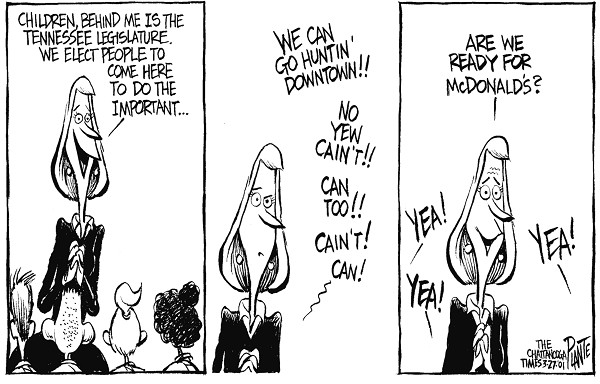 CHILDREN, BEHIND ME IS THE
TENNESSEE LEGISLATURE.
WE ELECT PEOPLE TO
COME HERE
TO DO THE
IMPORTANT...
WE CAN
GO HUNTIN'
DOWNTOWN!!
NO
YEW
CAIN'T!!
CAN
TOO!!
CAIN'T!
CAN!
ARE WE
READY FOR
McDONALD'S?
YEA!
YEA!
YEA!
THE
CHATTANOOGA
TIMES 3-27-01
PLANTE